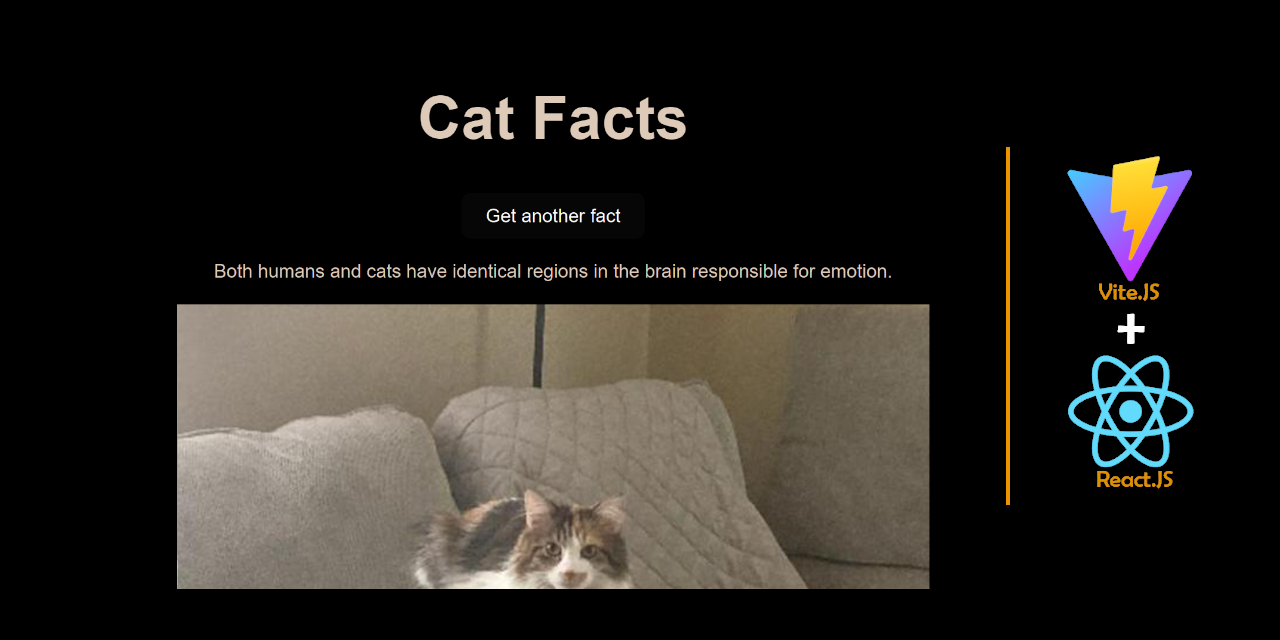 Cat Facts
Get another fact
Both humans and cats have identical regions in the brain responsible for emotion.
Vite.JS
+
React.JS